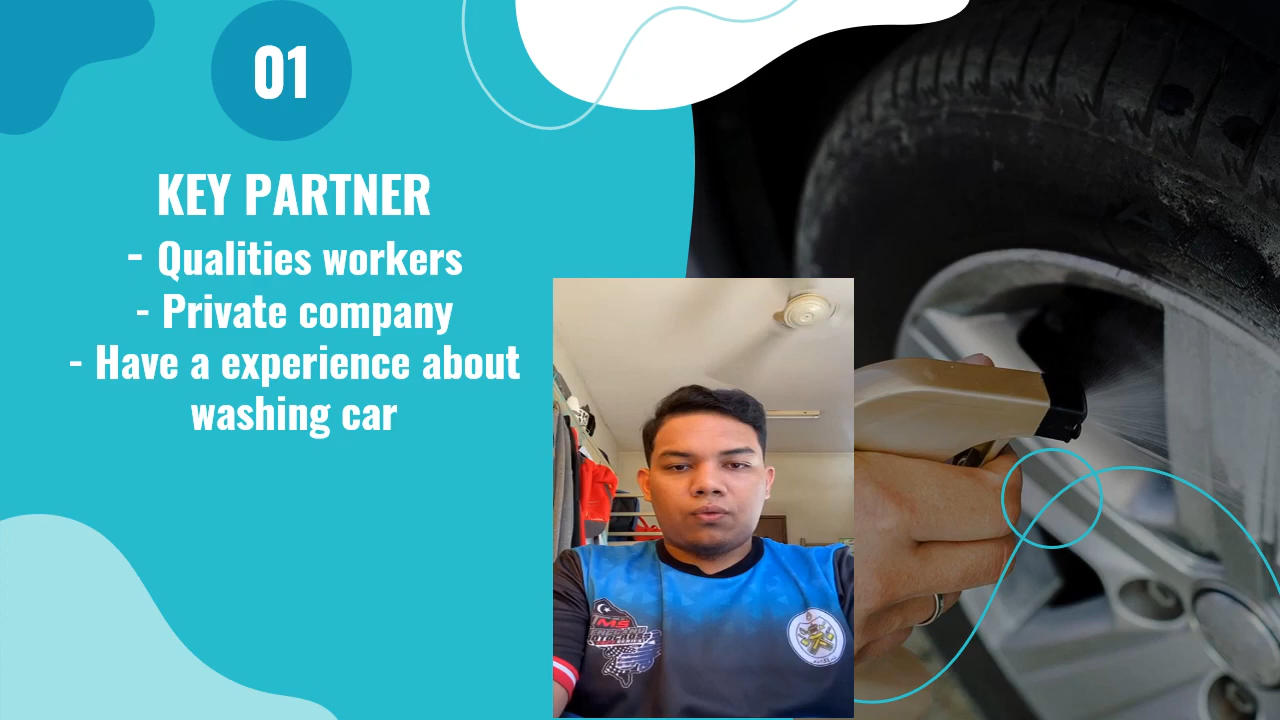 01
KEY PARTNER
- Qualities workers
- Private company
- Have a experience about
washing car